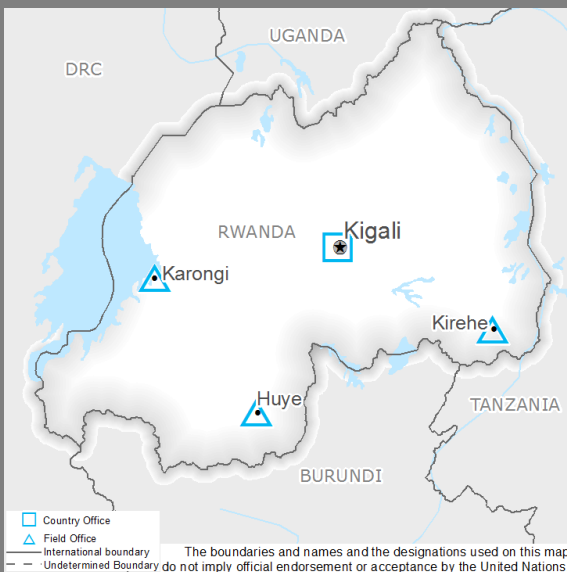 UGANDA
DRC
RWANDA
Kigali
Karongi
Kirehe
Huye
TANZANIA
BURUNDI
Country Office
Field Office
International boundary
Undetermined Boundary
The boundaries and names and the designations used on this map
do not imply official endorsement or acceptance by the United Nations